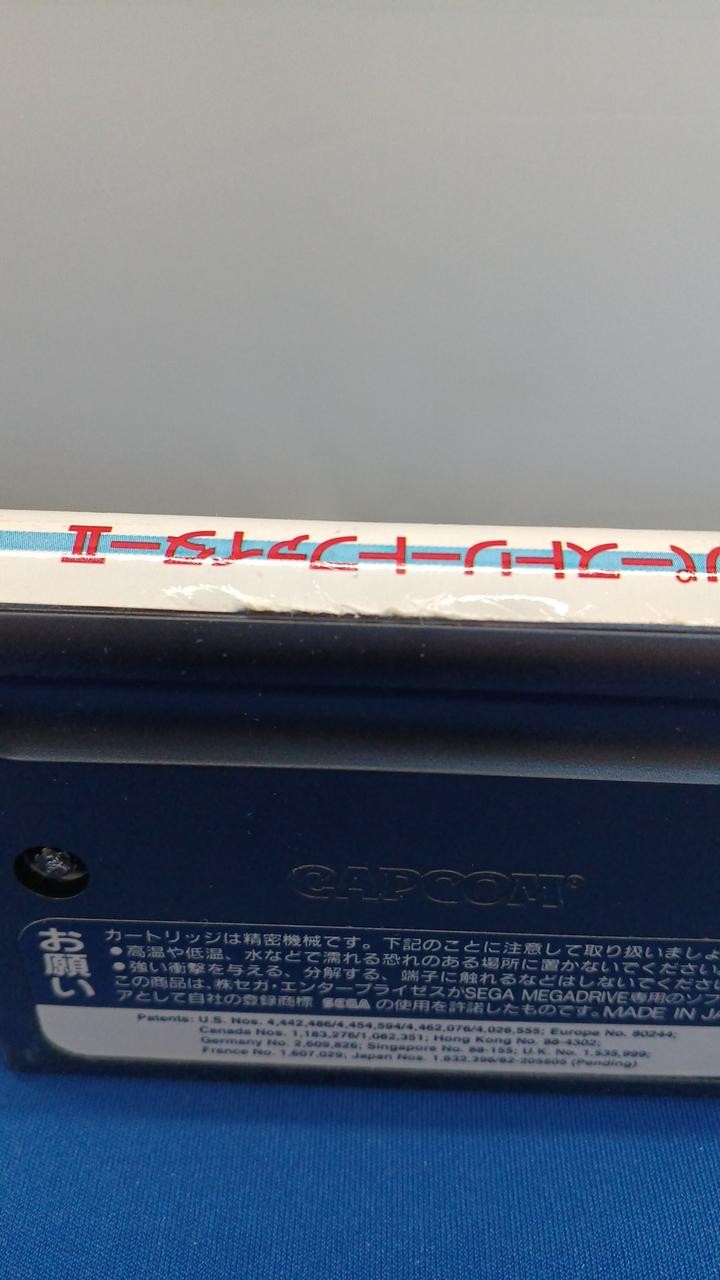 パーストリートファイターII
CAPCOM®
お願い
カートリッジは精密機械です。下記のことに注意して取り扱いましょ
●高温や低温、水などで濡れる恐れのある場所に置かないでください
●強い衝撃を与える、分解する、端子に触れるなどはしないでくださ
この商品は、株セガ・エンタープライゼスがSEGA MEGADRIVE専用のソフ
アとして自社の登録商標 SEGA の使用を許諾したものです。MADE IN JA
Patents: U.S. Nos. 4,442,486/4,454,594/4,462,076/4,026,555; Europe No. 80244;
Canada Nos. 1,183,276/1,082,351; Hong Kong No. 88-4302;
Germany No. 2,609,826; Singapore No. 88-155; U.K. No. 1,535,999;
France No. 1,607,029; Japan Nos. 1,632,396/82-205605 (Pending)